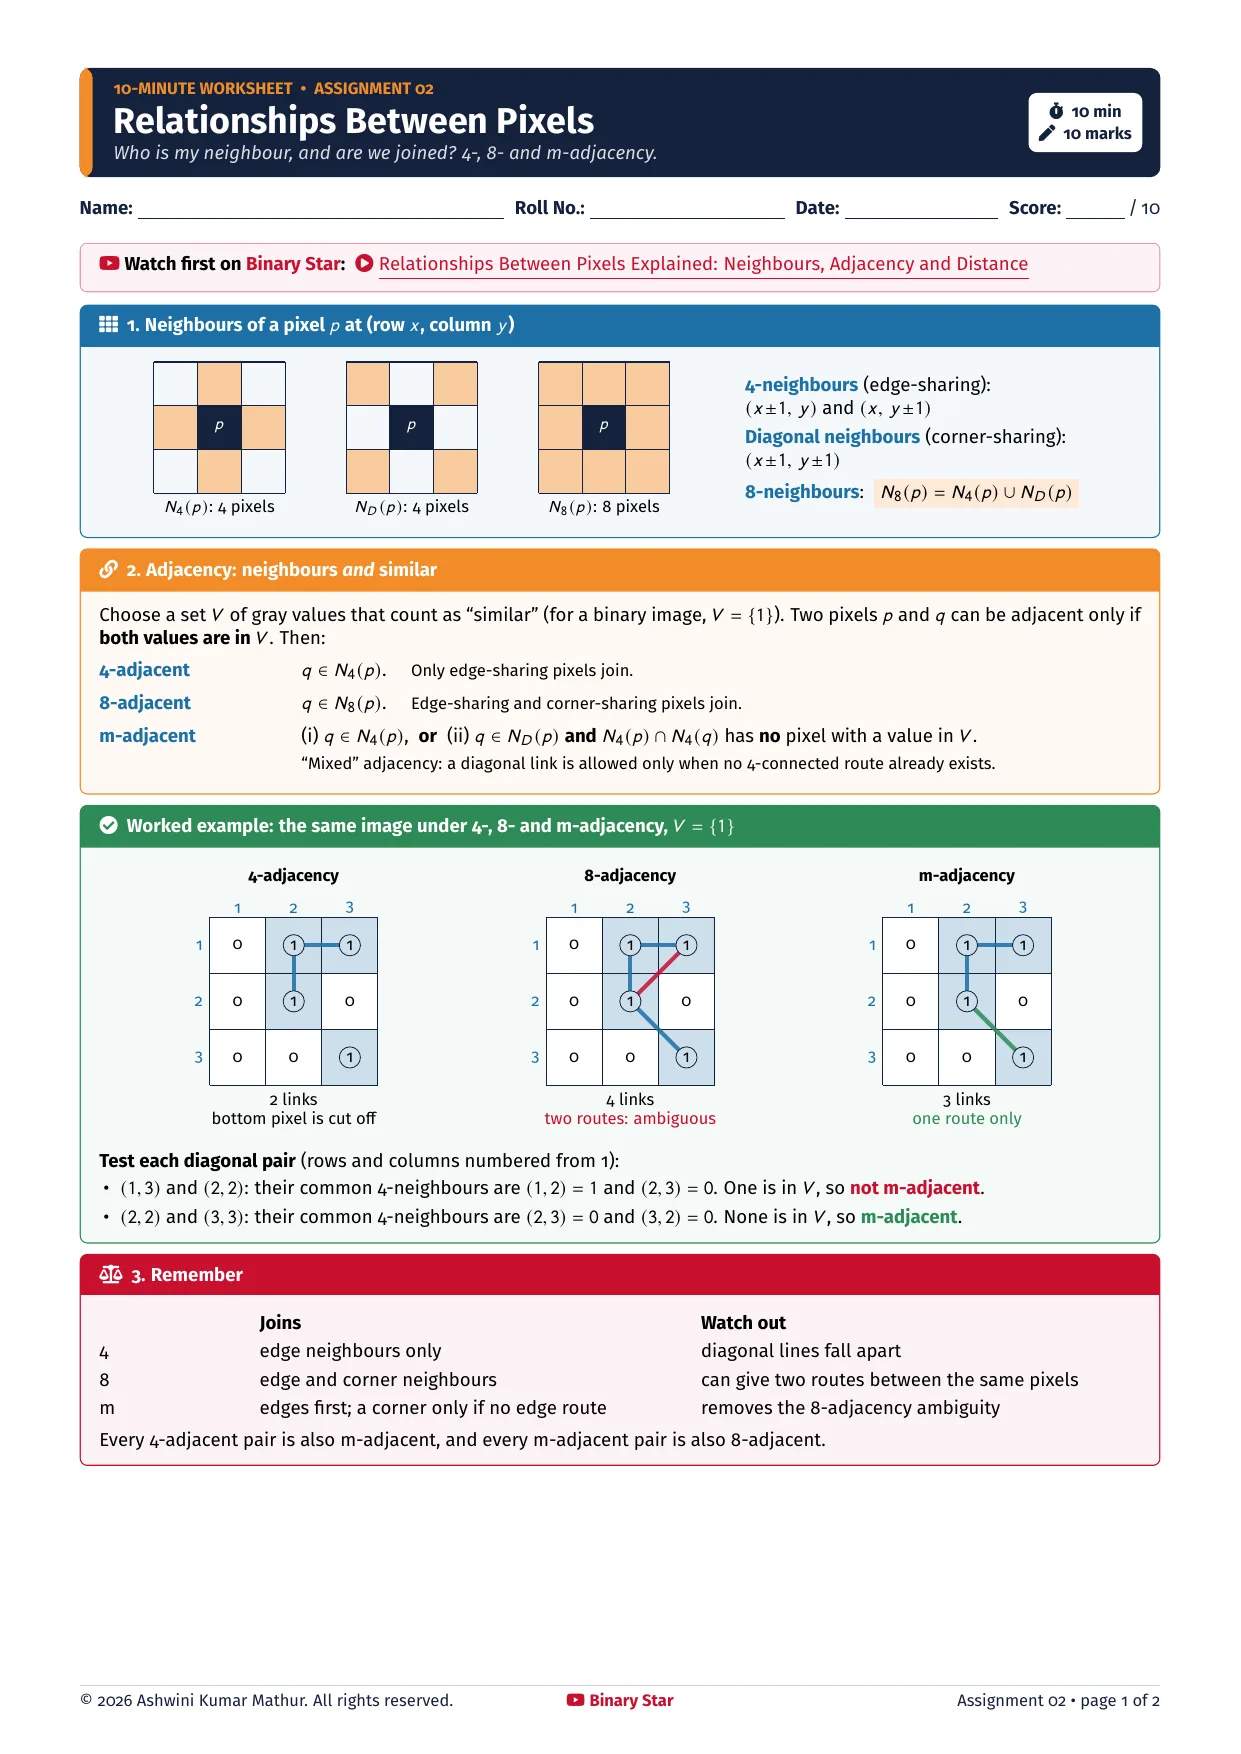 10-MINUTE WORKSHEET • ASSIGNMENT 02
Relationships Between Pixels
Who is my neighbour, and are we joined? 4-, 8- and m-adjacency.
10 min
10 marks
Name: Roll No.: Date: Score: / 10
Watch first on Binary Star: Relationships Between Pixels Explained: Neighbours, Adjacency and Distance
1. Neighbours of a pixel p at (row x, column y)
p
p
p
N4(p): 4 pixels
ND(p): 4 pixels
N8(p): 8 pixels
4-neighbours (edge-sharing):
(x±1, y) and (x, y±1)
Diagonal neighbours (corner-sharing):
(x±1, y±1)
8-neighbours: N8(p) = N4(p) ∪ ND(p)
2. Adjacency: neighbours and similar
Choose a set V of gray values that count as “similar” (for a binary image, V = {1}). Two pixels p and q can be adjacent only if
both values are in V. Then:
4-adjacent q ∈ N4(p). Only edge-sharing pixels join.
8-adjacent q ∈ N8(p). Edge-sharing and corner-sharing pixels join.
m-adjacent (i) q ∈ N4(p), or (ii) q ∈ ND(p) and N4(p) ∩ N4(q) has no pixel with a value in V.
“Mixed” adjacency: a diagonal link is allowed only when no 4-connected route already exists.
Worked example: the same image under 4-, 8- and m-adjacency, V = {1}
4-adjacency
1 2 3
1 0 1 1
2 0 1 0
3 0 0 1
2 links
bottom pixel is cut off
8-adjacency
1 2 3
1 0 1 1
2 0 1 0
3 0 0 1
4 links
two routes: ambiguous
m-adjacency
1 2 3
1 0 1 1
2 0 1 0
3 0 0 1
3 links
one route only
Test each diagonal pair (rows and columns numbered from 1):
• (1, 3) and (2, 2): their common 4-neighbours are (1, 2) = 1 and (2, 3) = 0. One is in V, so not m-adjacent.
• (2, 2) and (3, 3): their common 4-neighbours are (2, 3) = 0 and (3, 2) = 0. None is in V, so m-adjacent.
3. Remember
Joins Watch out
4 edge neighbours only diagonal lines fall apart
8 edge and corner neighbours can give two routes between the same pixels
m edges first; a corner only if no edge route removes the 8-adjacency ambiguity
Every 4-adjacent pair is also m-adjacent, and every m-adjacent pair is also 8-adjacent.
© 2026 Ashwini Kumar Mathur. All rights reserved. Binary Star Assignment 02 • page 1 of 2